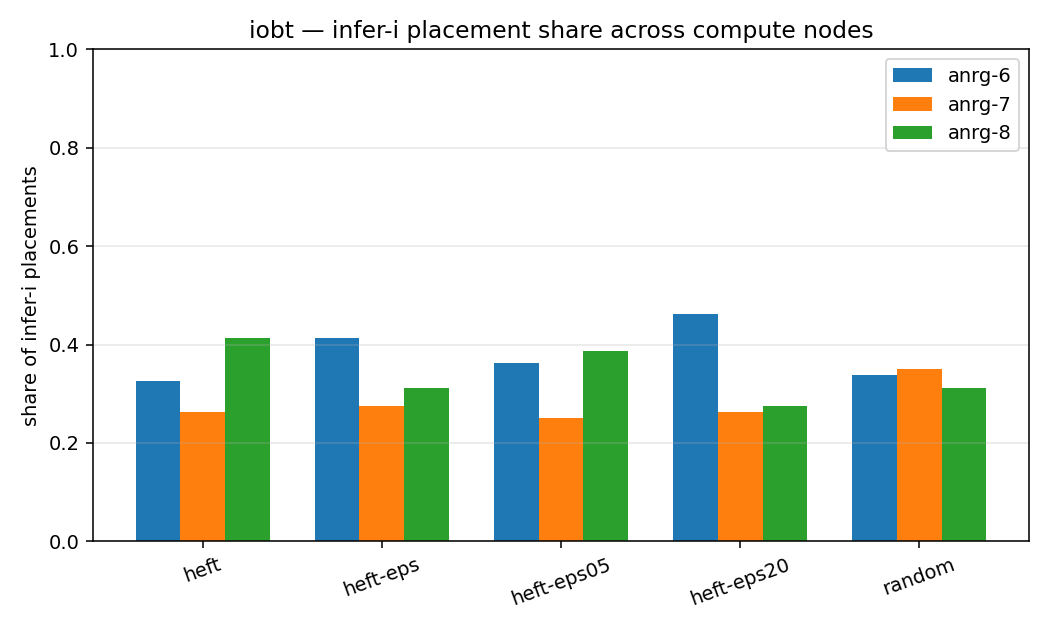 iobt — infer-i placement share across compute nodes
share of infer-i placements
1.0
0.8
0.6
0.4
0.2
0.0
anrg-6
anrg-7
anrg-8
heft
heft-eps
heft-eps05
heft-eps20
random